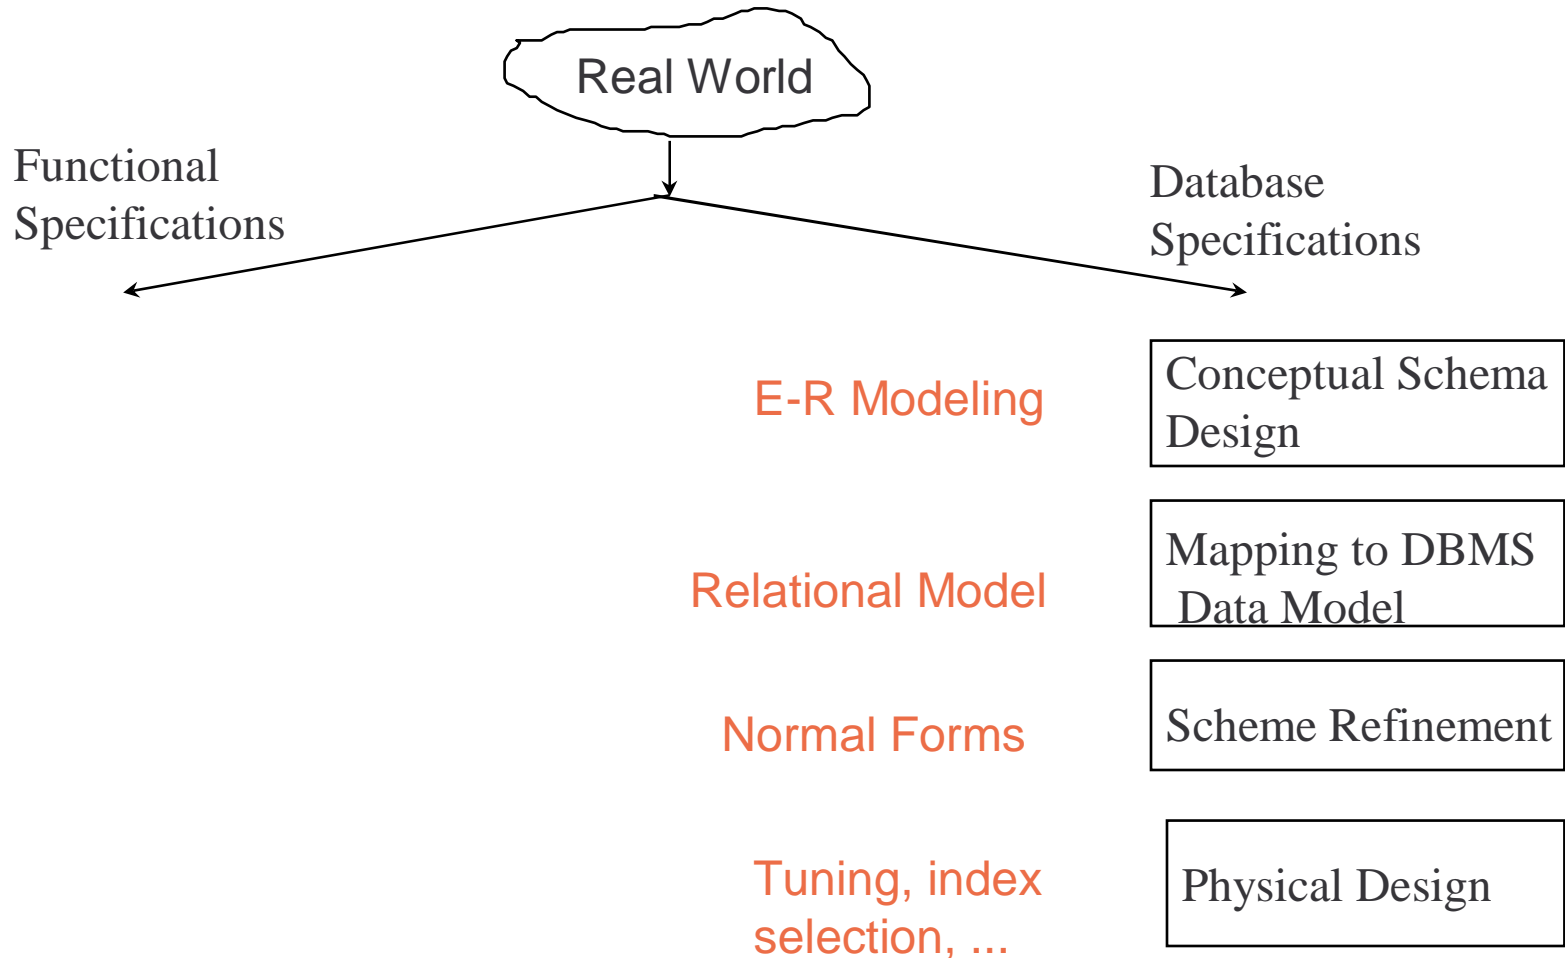 Real World
Functional
Specifications
Database
Specifications
E-R Modeling
Conceptual Schema
Design
Relational Model
Mapping to DBMS
Data Model
Normal Forms
Scheme Refinement
Tuning, index
selection, ...
Physical Design